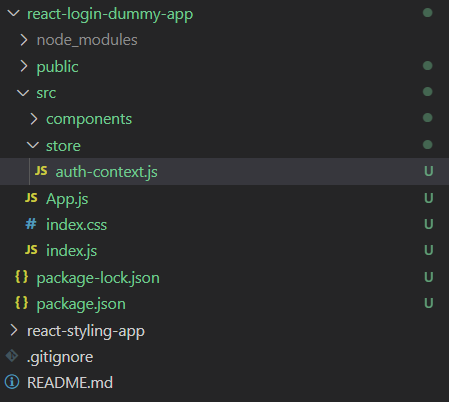 react-login-dummy-app
node_modules
public
src
components
store
JS auth-context.js U
JS App.js U
# index.css U
JS index.js U
{} package-lock.json U
{} package.json U
react-styling-app
.gitignore
README.md